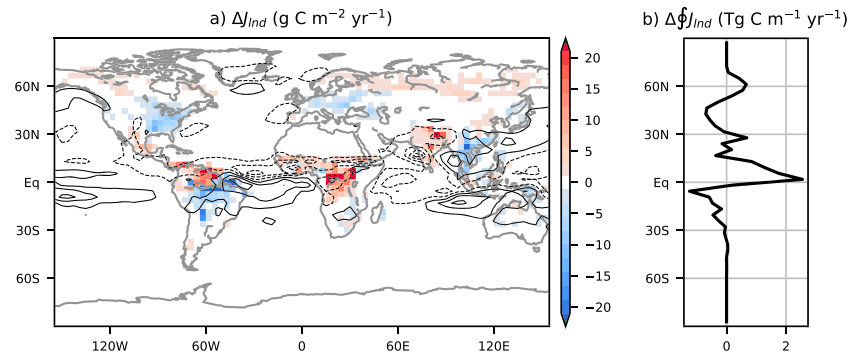 a) ΔJ_Ind (g C m⁻² yr⁻¹)
b) Δ∮J_Ind (Tg C m⁻¹ yr⁻¹)
60N
30N
Eq
30S
60S
120W
60W
0
60E
120E
20
15
10
5
0
−5
−10
−15
−20
60N
30N
Eq
30S
60S
0
2